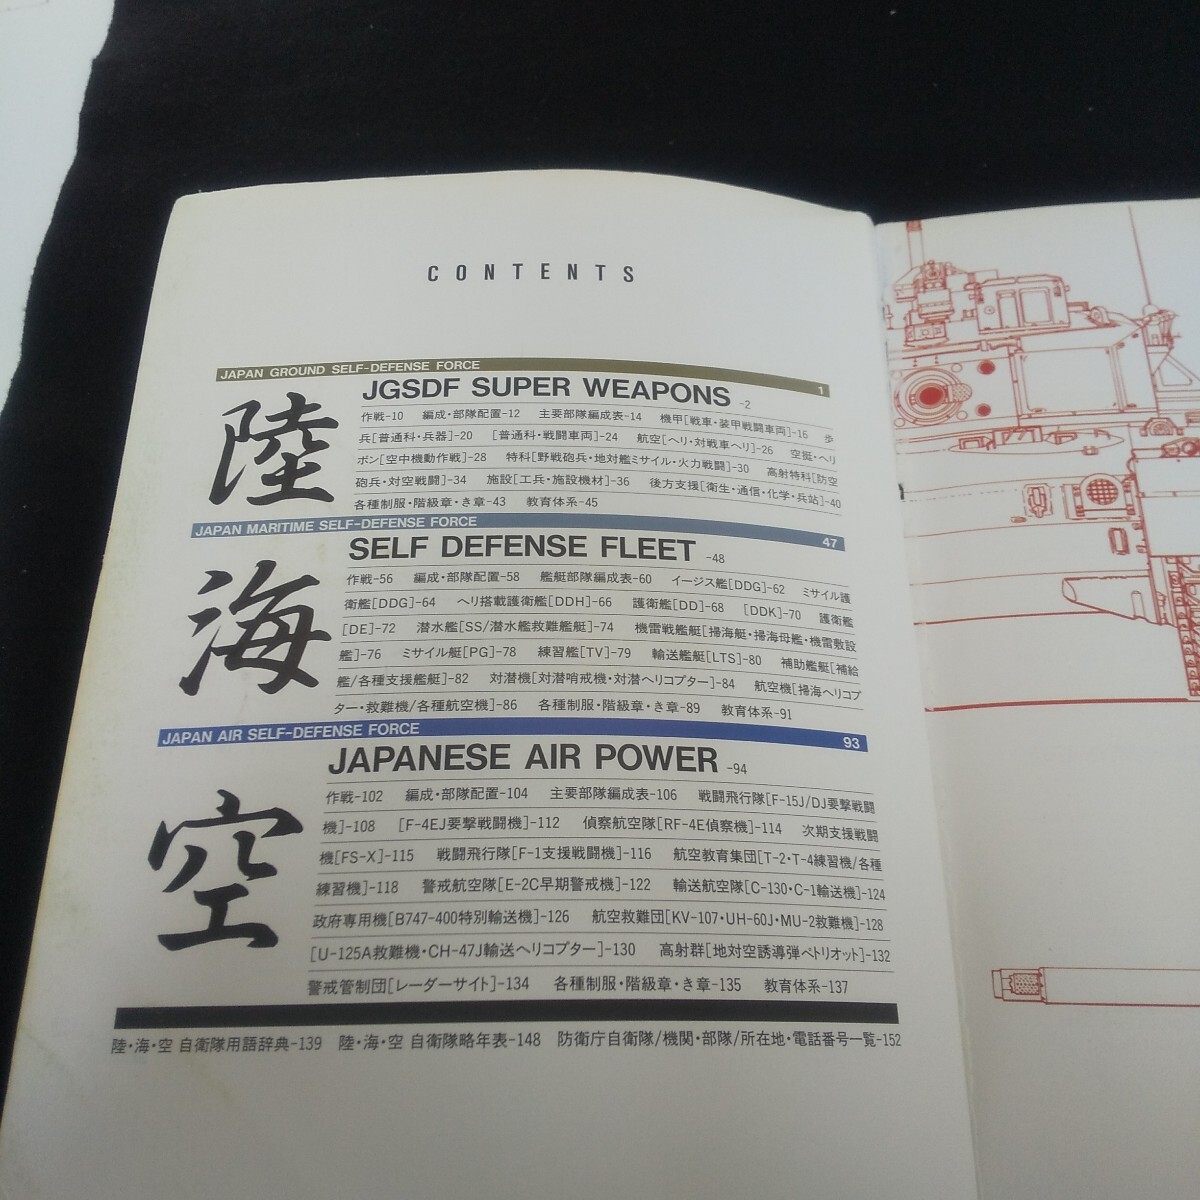 CONTENTS
JAPAN GROUND SELF-DEFENSE FORCE 1
陸
JGSDF SUPER WEAPONS -2
作戦-10 編成・部隊配置-12 主要部隊編成表-14 機甲[戦車・装甲戦闘車両]-16 歩
兵[普通科・兵器]-20 [普通科・戦闘車両]-24 航空[ヘリ・対戦車ヘリ]-26 空挺・ヘリ
ボン[空中機動作戦]-28 特科[野戦砲兵・地対艦ミサイル・火力戦闘]-30 高射特科[防空
砲兵・対空戦闘]-34 施設[工兵・施設機材]-36 後方支援[衛生・通信・化学・兵站]-40
各種制服・階級章・き章-43 教育体系-45
JAPAN MARITIME SELF-DEFENSE FORCE 47
海
SELF DEFENSE FLEET -48
作戦-56 編成・部隊配置-58 艦艇部隊編成表-60 イージス艦[DDG]-62 ミサイル護
衛艦[DDG]-64 ヘリ搭載護衛艦[DDH]-66 護衛艦[DD]-68 [DDK]-70 護衛艦
[DE]-72 潜水艦[SS/潜水艦救難艦艇]-74 機雷戦艦艇[掃海艇・掃海母艦・機雷敷設
艦]-76 ミサイル艇[PG]-78 練習艦[TV]-79 輸送艦艇[LTS]-80 補助艦艇[補給
艦/各種支援艦艇]-82 対潜機[対潜哨戒機・対潜ヘリコプター]-84 航空機[掃海ヘリコプ
ター・救難機/各種航空機]-86 各種制服・階級章・き章-89 教育体系-91
JAPAN AIR SELF-DEFENSE FORCE 93
空
JAPANESE AIR POWER -94
作戦-102 編成・部隊配置-104 主要部隊編成表-106 戦闘飛行隊[F-15J/DJ要撃戦闘
機]-108 [F-4EJ要撃戦闘機]-112 偵察航空隊[RF-4E偵察機]-114 次期支援戦闘
機[FS-X]-115 戦闘飛行隊[F-1支援戦闘機]-116 航空教育集団[T-2・T-4練習機/各種
練習機]-118 警戒航空隊[E-2C早期警戒機]-122 輸送航空隊[C-130・C-1輸送機]-124
政府専用機[B747-400特別輸送機]-126 航空救難団[KV-107・UH-60J・MU-2救難機]-128
[U-125A救難機・CH-47J輸送ヘリコプター]-130 高射群[地対空誘導弾ペトリオット]-132
警戒管制団[レーダーサイト]-134 各種制服・階級章・き章-135 教育体系-137
陸・海・空 自衛隊用語辞典-139 陸・海・空 自衛隊略年表-148 防衛庁自衛隊/機関・部隊/所在地・電話番号一覧-152